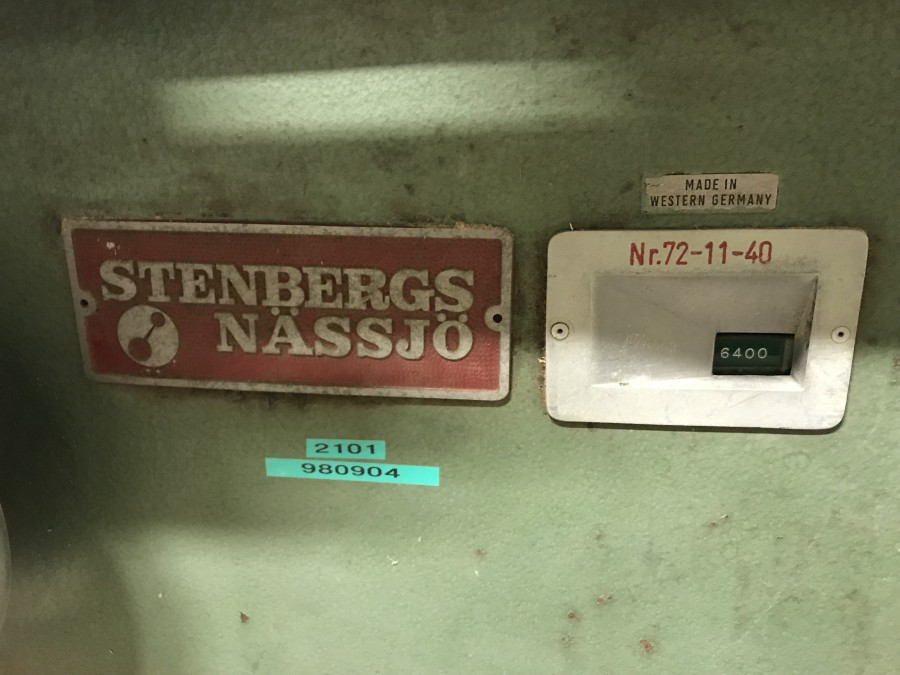 MADE IN
WESTERN GERMANY
STENBERGS
NÄSSJÖ
Nr.72-11-40
6400
2101
980904